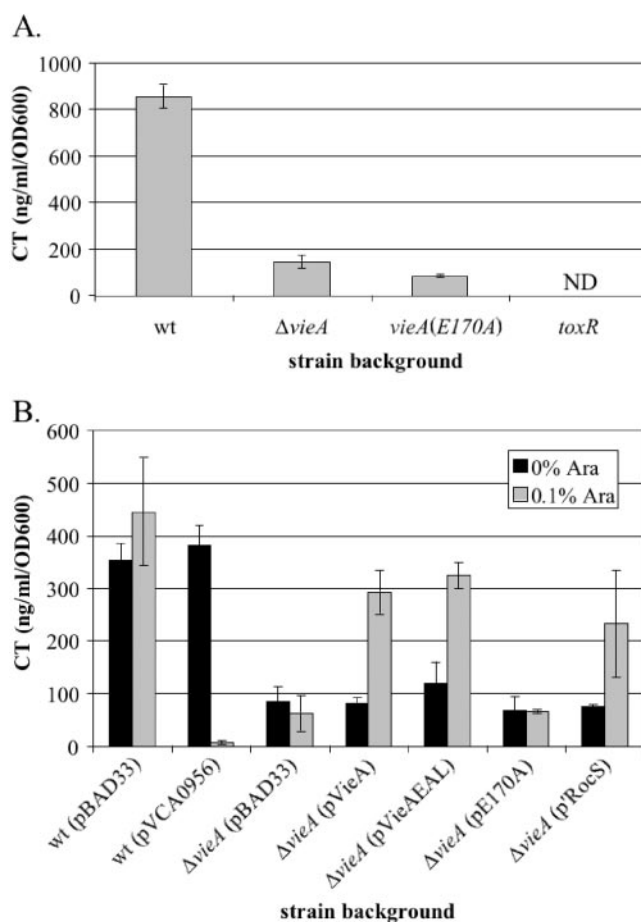 A.
CT (ng/ml/OD600)
1000
800
600
400
200
0
ND
wt ΔvieA vieA(E170A) toxR
strain background
B.
CT (ng/ml/OD600)
600
500
400
300
200
100
0
0% Ara
0.1% Ara
wt (pBAD33)
wt (pVCA0956)
ΔvieA (pBAD33)
ΔvieA (pVieA)
ΔvieA (pVieAEAL)
ΔvieA (pE170A)
ΔvieA (p'RocS)
strain background